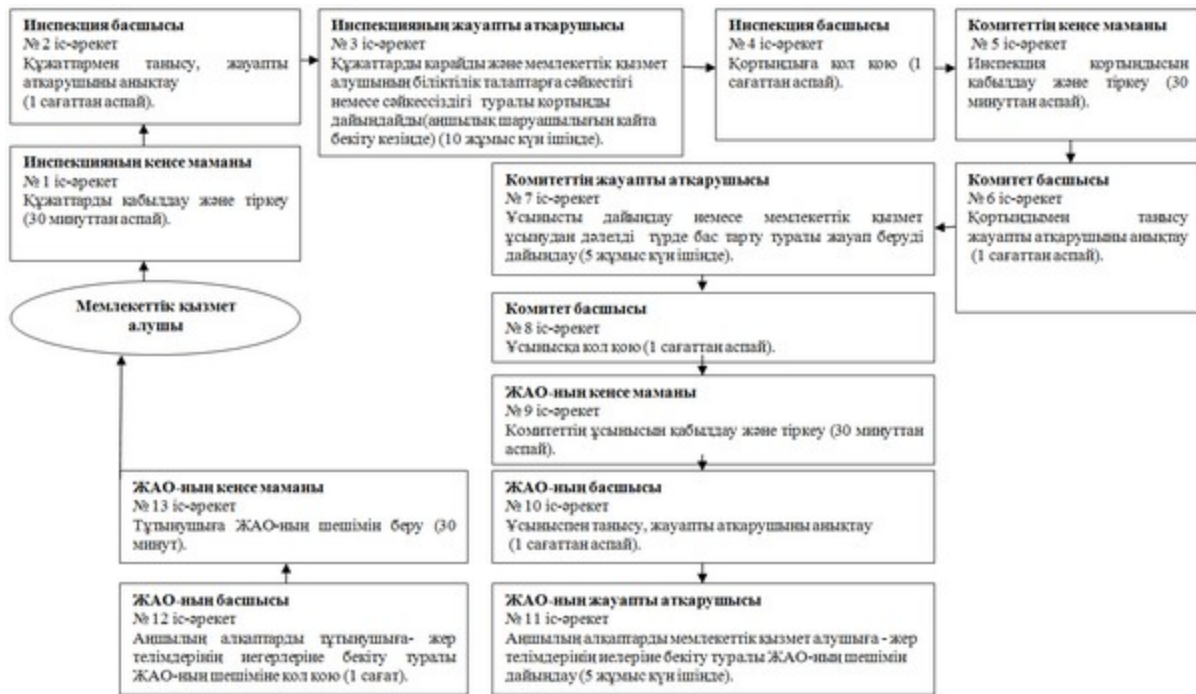 Инспекция басшысы
№ 2 іс-әрекет
Құжаттармен танысу, жауапты
атқарушыны анықтау
(1 сағаттан аспай).
Инспекцияның жауапты атқарушысы
№ 3 іс-әрекет
Құжаттарды қарайды және мемлекеттік қызмет
алушының біліктілік талаптарға сәйкестігі
немесе сәйкессіздігі туралы қортынды
дайындайды(аңшылық шаруашылығын қайта
бекіту кезінде) (10 жұмыс күн ішінде).
Инспекция басшысы
№ 4 іс-әрекет
Қортындыға қол қою (1
сағаттан аспай).
Комитеттің кеңсе маманы
№ 5 іс-әрекет
Инспекция қортындысын
қабылдау және тіркеу (30
минуттан аспай).
Инспекцияның кеңсе маманы
№ 1 іс-әрекет
Құжаттарды қабылдау және тіркеу
(30 минуттан аспай).
Комитеттің жауапты атқарушысы
№ 7 іс-әрекет
Ұсынысты дайындау немесе мемлекеттік қызмет
ұсынудан дәлелді түрде бас тарту туралы жауап беруді
дайындау (5 жұмыс күн ішінде).
Комитет басшысы
№ 6 іс-әрекет
Қортындымен танысу
жауапты атқарушыны анықтау
(1 сағаттан аспай).
Мемлекеттік қызмет
алушы
Комитет басшысы
№ 8 іс-әрекет
Ұсынысқа қол қою (1 сағаттан аспай).
ЖАО-ның кеңсе маманы
№ 9 іс-әрекет
Комитеттің ұсынысын қабылдау және тіркеу (30 минуттан
аспай).
ЖАО-ның кеңсе маманы
№ 13 іс-әрекет
Тұтынушыға ЖАО-ның шешімін беру (30
минут).
ЖАО-ның басшысы
№ 10 іс-әрекет
Ұсыныспен танысу, жауапты атқарушыны анықтау
(1 сағаттан аспай).
ЖАО-ның басшысы
№ 12 іс-әрекет
Аңшылың алқаптарды тұтынушыға- жер
телімдерінің иегерлеріне бекіту туралы
ЖАО-ның шешіміне қол қою (1 сағат).
ЖАО-ның жауапты атқарушысы
№ 11 іс-әрекет
Аңшылың алқаптарды мемлекеттік қызмет алушыға - жер
телімдерінің иелеріне бекіту туралы ЖАО-ның шешімін
дайындау (5 жұмыс күн ішінде).